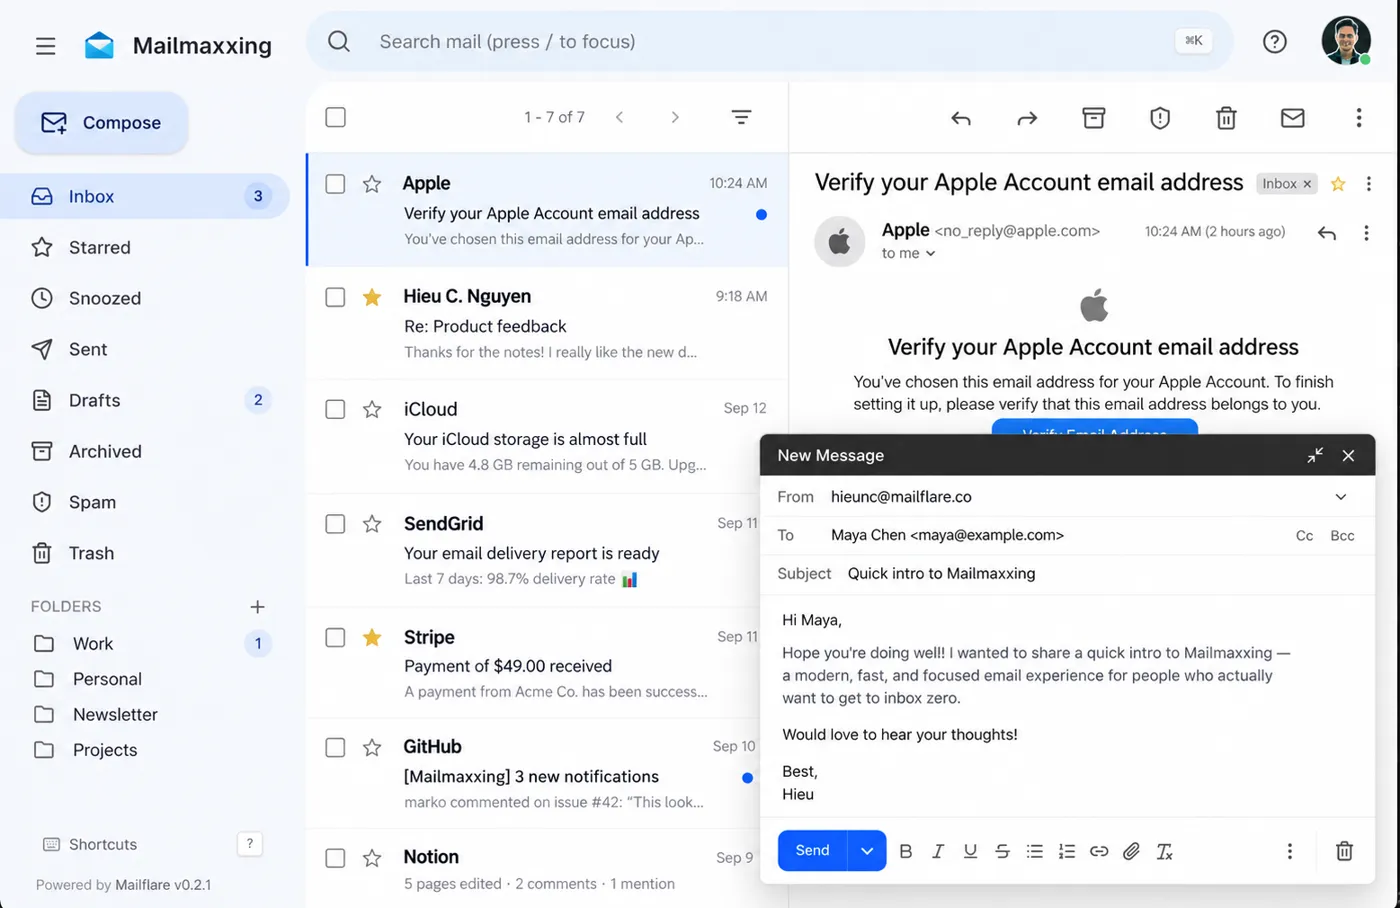 Mailmaxxing
Search mail (press / to focus)
⌘K
Compose
Inbox 3
Starred
Snoozed
Sent
Drafts 2
Archived
Spam
Trash
FOLDERS
Work 1
Personal
Newsletter
Projects
Shortcuts ?
Powered by Mailflare v0.2.1
1 - 7 of 7
Apple 10:24 AM
Verify your Apple Account email address
You've chosen this email address for your Ap...
Hieu C. Nguyen 9:18 AM
Re: Product feedback
Thanks for the notes! I really like the new d...
iCloud Sep 12
Your iCloud storage is almost full
You have 4.8 GB remaining out of 5 GB. Upg...
SendGrid Sep 11
Your email delivery report is ready
Last 7 days: 98.7% delivery rate 📊
Stripe Sep 11
Payment of $49.00 received
A payment from Acme Co. has been success...
GitHub Sep 10
[Mailmaxxing] 3 new notifications
marko commented on issue #42: "This look...
Notion Sep 9
5 pages edited · 2 comments · 1 mention
Verify your Apple Account email address Inbox ×
Apple <no_reply@apple.com> 10:24 AM (2 hours ago)
to me
Verify your Apple Account email address
You've chosen this email address for your Apple Account. To finish
setting it up, please verify that this email address belongs to you.
Verify Email Address
New Message
From hieunc@mailflare.co
To Maya Chen <maya@example.com> Cc Bcc
Subject Quick intro to Mailmaxxing
Hi Maya,
Hope you're doing well! I wanted to share a quick intro to Mailmaxxing —
a modern, fast, and focused email experience for people who actually
want to get to inbox zero.
Would love to hear your thoughts!
Best,
Hieu
Send B I U S